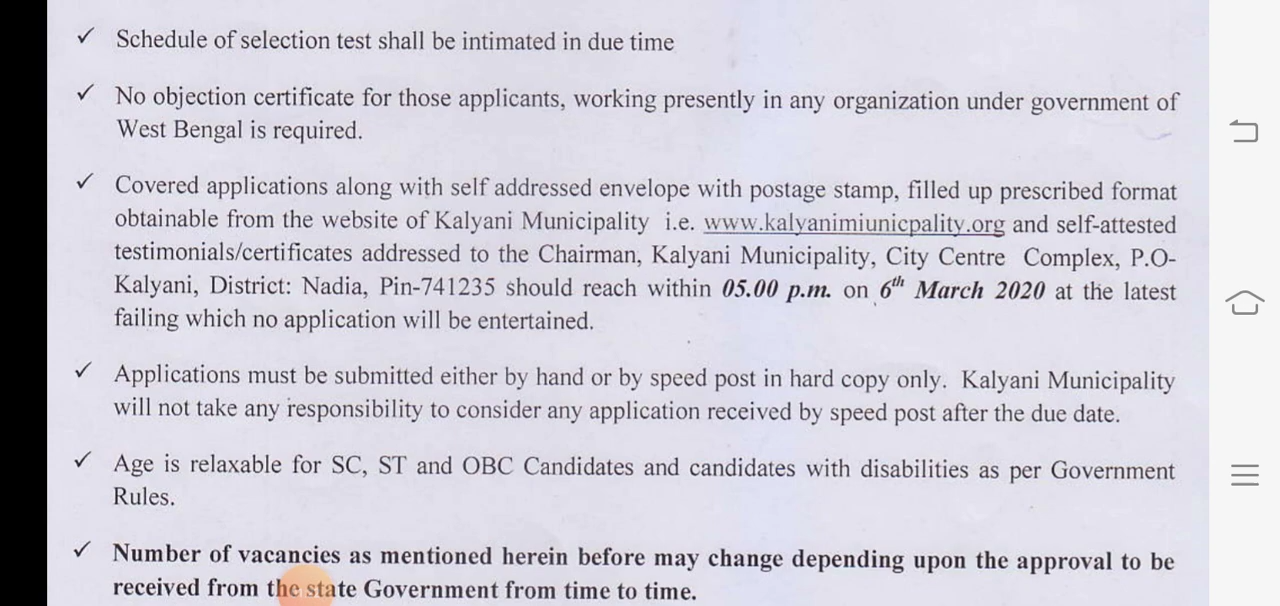 ✓ Schedule of selection test shall be intimated in due time
✓ No objection certificate for those applicants, working presently in any organization under government of
West Bengal is required.
✓ Covered applications along with self addressed envelope with postage stamp, filled up prescribed format
obtainable from the website of Kalyani Municipality i.e. www.kalyanimiunicpality.org and self-attested
testimonials/certificates addressed to the Chairman, Kalyani Municipality, City Centre Complex, P.O-
Kalyani, District: Nadia, Pin-741235 should reach within 05.00 p.m. on 6th March 2020 at the latest
failing which no application will be entertained.
✓ Applications must be submitted either by hand or by speed post in hard copy only. Kalyani Municipality
will not take any responsibility to consider any application received by speed post after the due date.
✓ Age is relaxable for SC, ST and OBC Candidates and candidates with disabilities as per Government
Rules.
✓ Number of vacancies as mentioned herein before may change depending upon the approval to be
received from the state Government from time to time.